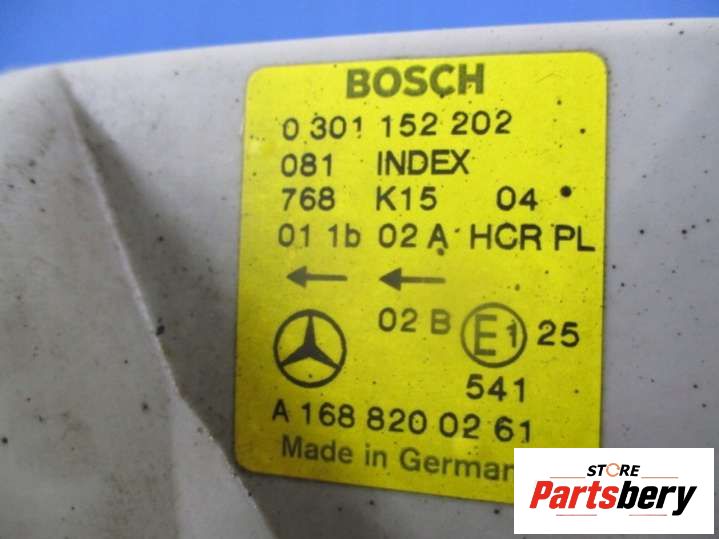 BOSCH
0 301 152 202
081 INDEX
768 K15 04
01 1b 02 A HCR PL
02 B E1 25
541
A 168 820 02 61
Made in German
STORE
Partsbery